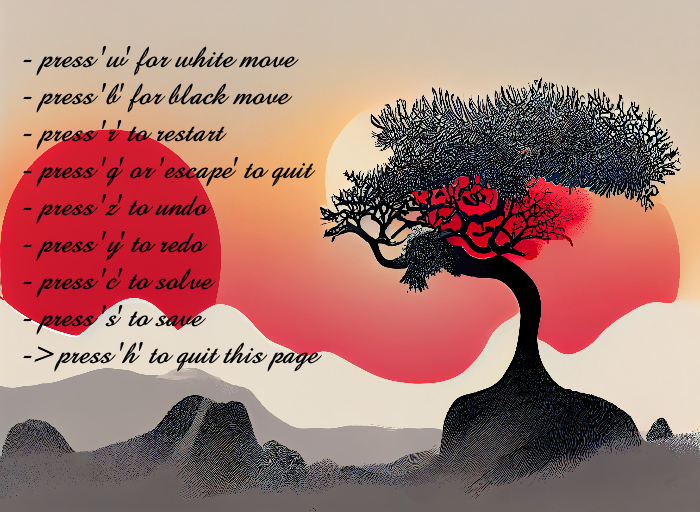 - press 'w' for white move
- press 'b' for black move
- press 'r' to restart
- press 'q' or 'escape' to quit
- press 'z' to undo
- press 'y' to redo
- press 'c' to solve
- press 's' to save
-> press 'h' to quit this page